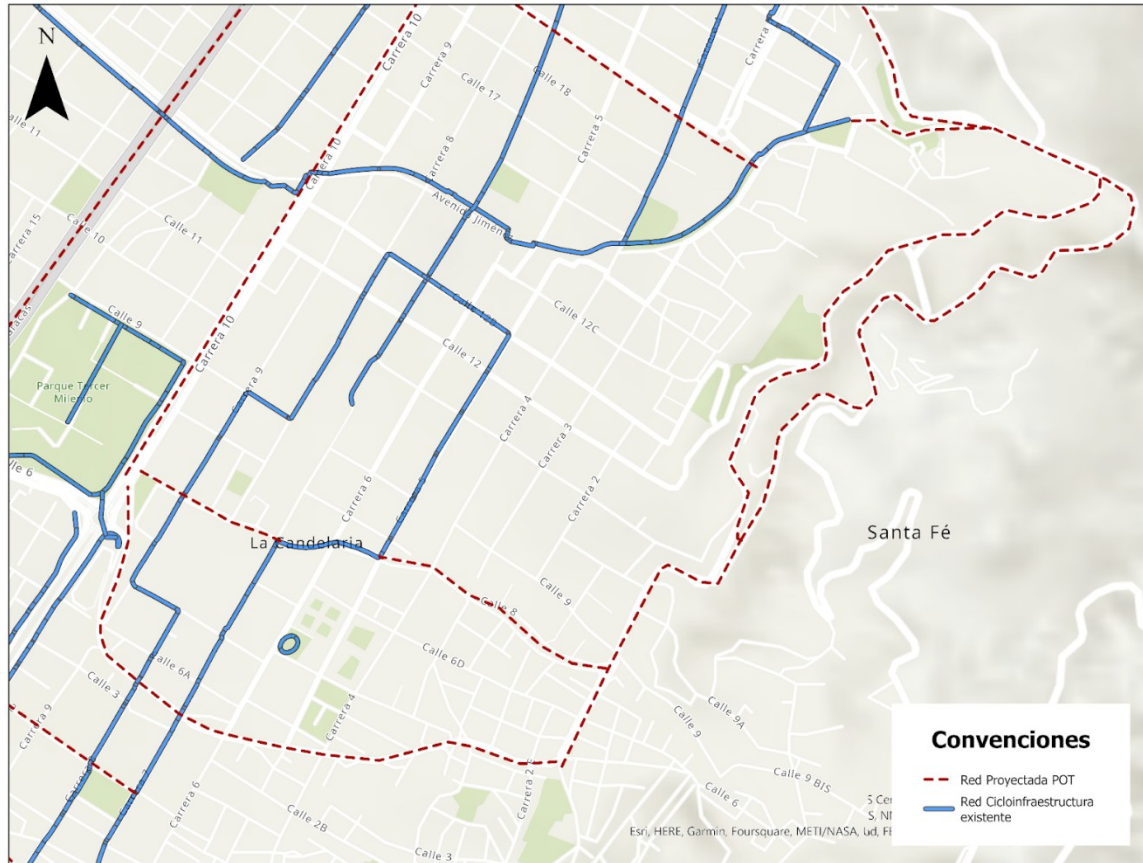 N
Carrera 10
Carrera 9
Calle 17
Calle 18
Carrera
Carrera 5
Carrera 8
Calle 11
Carrera 10
Avenida Jimenez
Carrera 15
Calle 10
Calle 11
Calle 9
Carrera 10
Calle 12C
Calle 12
Parque Tercer
Milenio
Carrera 9
Carrera 4
Carrera 3
Carrera 2
Carrera 6
Santa Fé
La Candelaria
Calle 9
Calle 8
Calle 6D
Calle 6A
Calle 3
Carrera 9
Carrera 4
Calle 9
Calle 9A
Carrera 2 E
Calle 9 BIS
Carrera 6
Calle 6
Calle 2B
Calle 3
Convenciones
Red Proyectada POT
Red Cicloinfraestructura
existente
Esri, HERE, Garmin, Foursquare, METI/NASA,